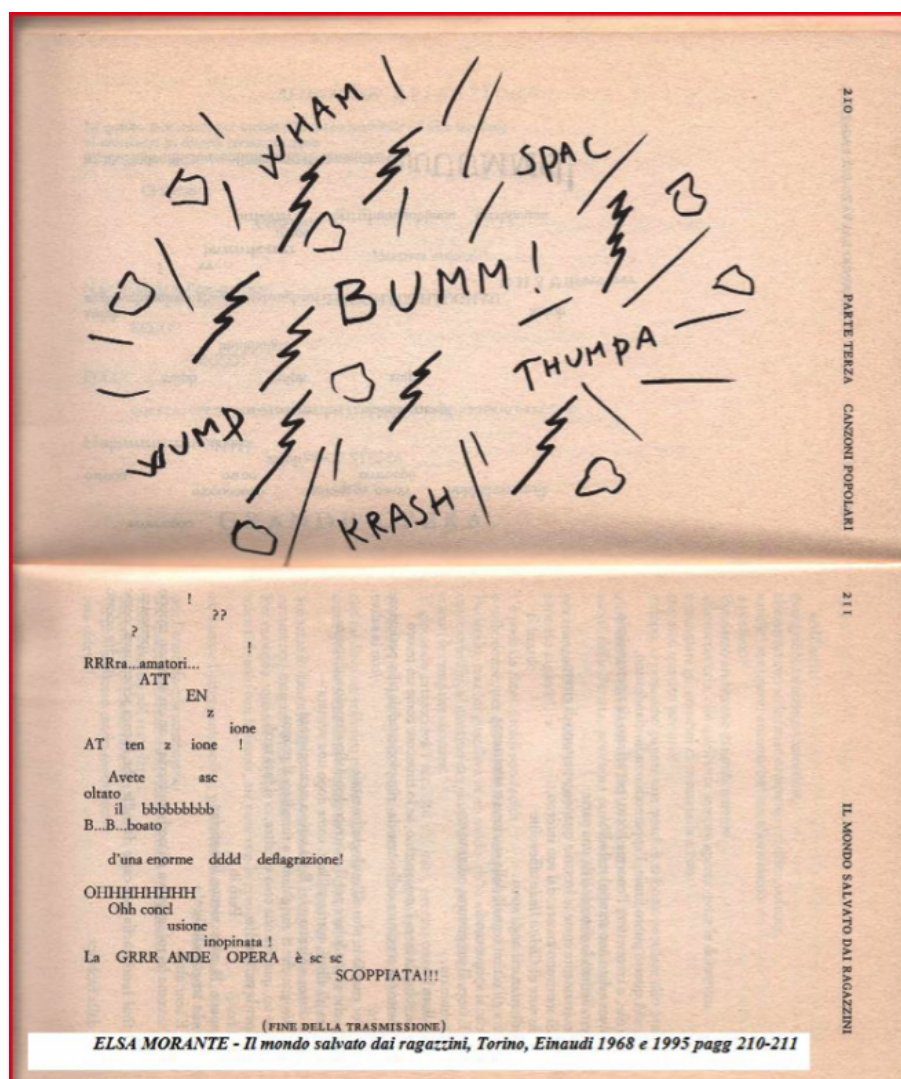 WHAM
SPAC
BUMM!
THUMPA
WUMP
KRASH
210
PARTE TERZA CANZONI POPOLARI
!
??
?
!
RRRra...amatori...
ATT
EN
z
ione
AT ten z ione !
Avete asc
oltato
il bbbbbbbbb
B...B...boato
d'una enorme dddd deflagrazione!
OHHHHHHHH
Ohh concl
usione
inopinata !
La GRRR ANDE OPERA è sc sc
SCOPPIATA!!!
(FINE DELLA TRASMISSIONE)
211
IL MONDO SALVATO DAI RAGAZZINI
ELSA MORANTE - Il mondo salvato dai ragazzini, Torino, Einaudi 1968 e 1995 pagg 210-211